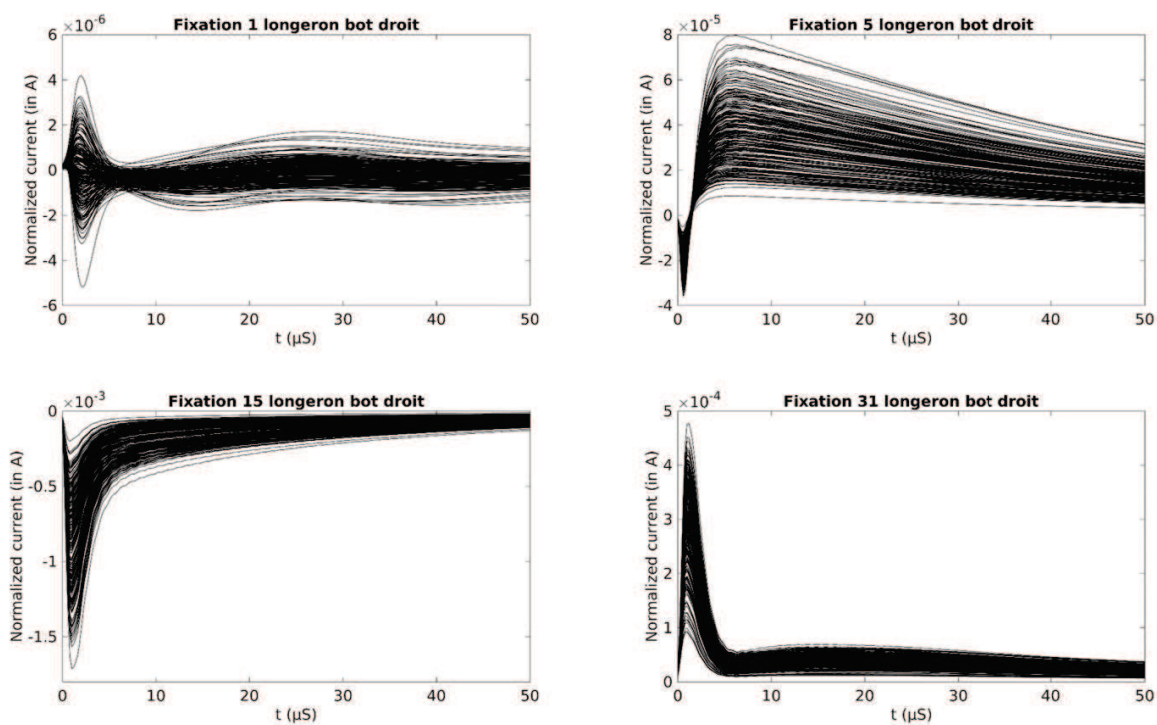 Fixation 1 longeron bot droit
×10⁻⁶
Normalized current (in A)
6
4
2
0
-2
-4
-6
0 10 20 30 40 50
t (µS)
Fixation 5 longeron bot droit
×10⁻⁵
Normalized current (in A)
8
6
4
2
0
-2
-4
0 10 20 30 40 50
t (µS)
Fixation 15 longeron bot droit
×10⁻³
Normalized current (in A)
0
-0.5
-1
-1.5
0 10 20 30 40 50
t (µS)
Fixation 31 longeron bot droit
×10⁻⁴
Normalized current (in A)
5
4
3
2
1
0
0 10 20 30 40 50
t (µS)